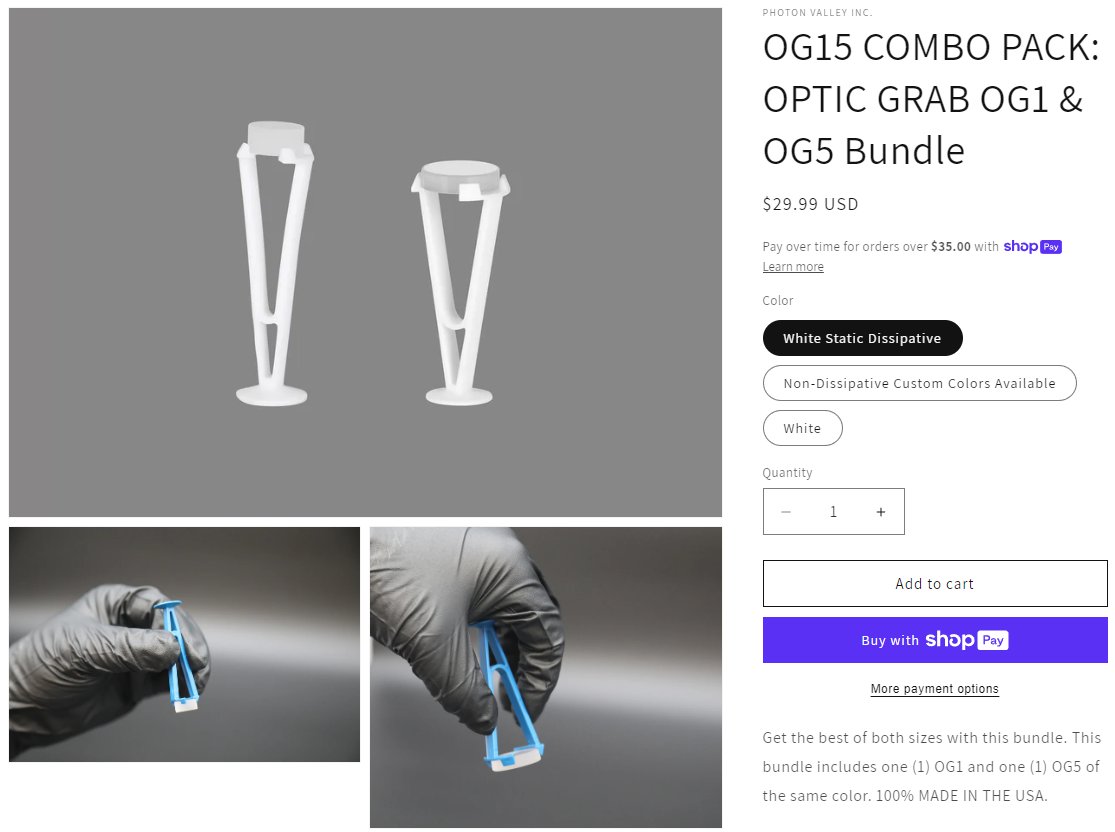 PHOTON VALLEY INC.
OG15 COMBO PACK:
OPTIC GRAB OG1 &
OG5 Bundle
$29.99 USD
Pay over time for orders over $35.00 with shop Pay
Learn more
Color
White Static Dissipative
Non-Dissipative Custom Colors Available
White
Quantity
− 1 +
Add to cart
Buy with shop Pay
More payment options
Get the best of both sizes with this bundle. This
bundle includes one (1) OG1 and one (1) OG5 of
the same color. 100% MADE IN THE USA.